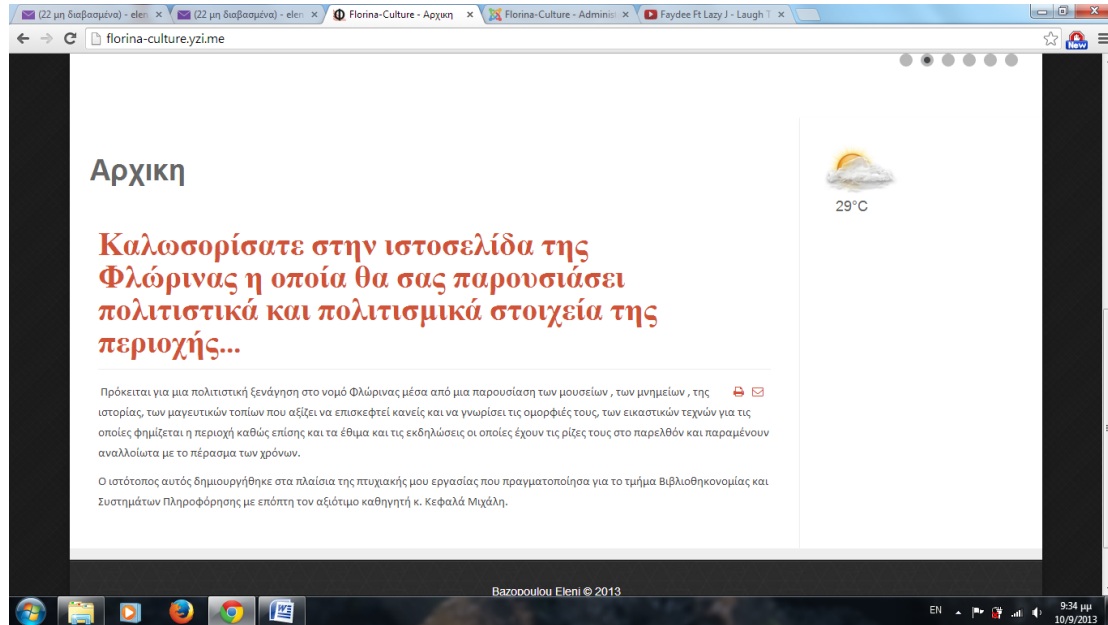 (22 μη διαβασμένα) - elen
(22 μη διαβασμένα) - elen
Florina-Culture - Αρχικη
Florina-Culture - Administ
Faydee Ft Lazy J - Laugh T
florina-culture.yzi.me
New
Αρχικη
29°C
Καλωσορίσατε στην ιστοσελίδα της
Φλώρινας η οποία θα σας παρουσιάσει
πολιτιστικά και πολιτισμικά στοιχεία της
περιοχής...
Πρόκειται για μια πολιτιστική ξενάγηση στο νομό Φλώρινας μέσα από μια παρουσίαση των μουσείων , των μνημείων , της
ιστορίας, των μαγευτικών τοπίων που αξίζει να επισκεφτεί κανείς και να γνωρίσει τις ομορφιές τους, των εικαστικών τεχνών για τις
οποίες φημίζεται η περιοχή καθώς επίσης και τα έθιμα και τις εκδηλώσεις οι οποίες έχουν τις ρίζες τους στο παρελθόν και παραμένουν
αναλλοίωτα με το πέρασμα των χρόνων.
Ο ιστότοπος αυτός δημιουργήθηκε στα πλαίσια της πτυχιακής μου εργασίας που πραγματοποίησα για το τμήμα Βιβλιοθηκονομίας και
Συστημάτων Πληροφόρησης με επόπτη τον αξιότιμο καθηγητή κ. Κεφαλά Μιχάλη.
Bazopoulou Eleni © 2013
EN
9:34 μμ
10/9/2013